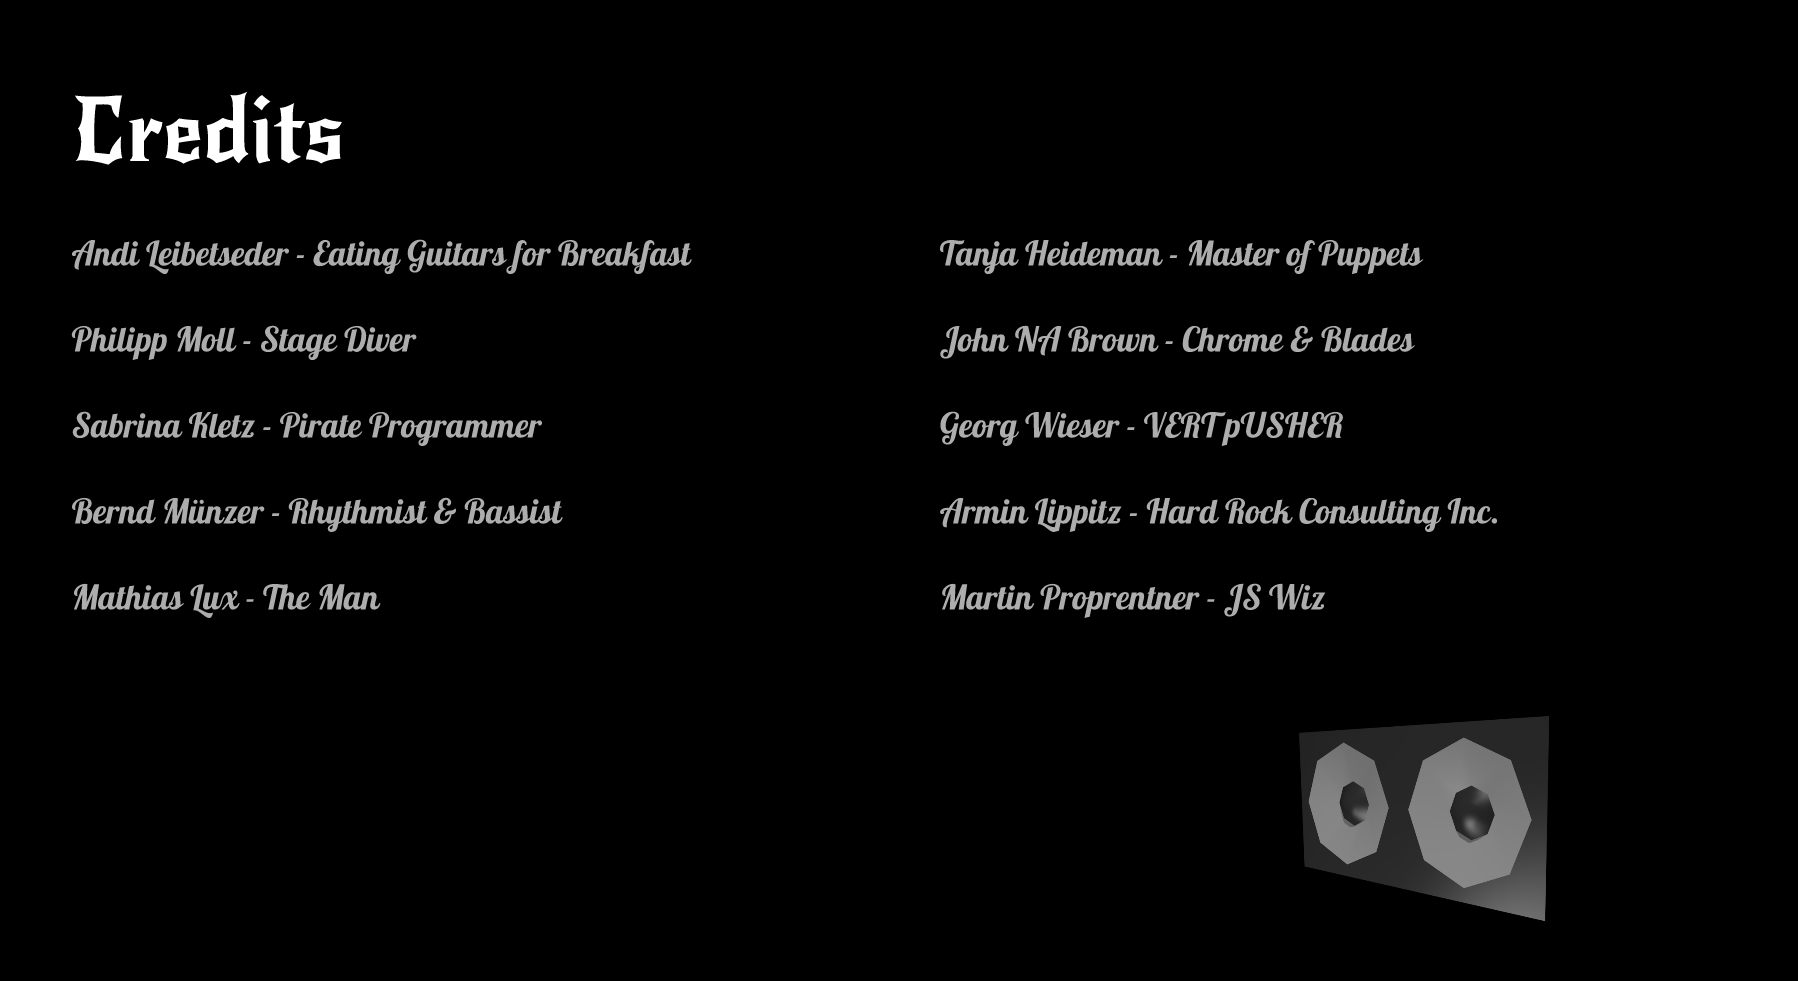 Credits
Andi Leibetseder - Eating Guitars for Breakfast
Philipp Moll - Stage Diver
Sabrina Kletz - Pirate Programmer
Bernd Münzer - Rhythmist & Bassist
Mathias Lux - The Man
Tanja Heideman - Master of Puppets
John NA Brown - Chrome & Blades
Georg Wieser - VERTpUSHER
Armin Lippitz - Hard Rock Consulting Inc.
Martin Proprentner - JS Wiz